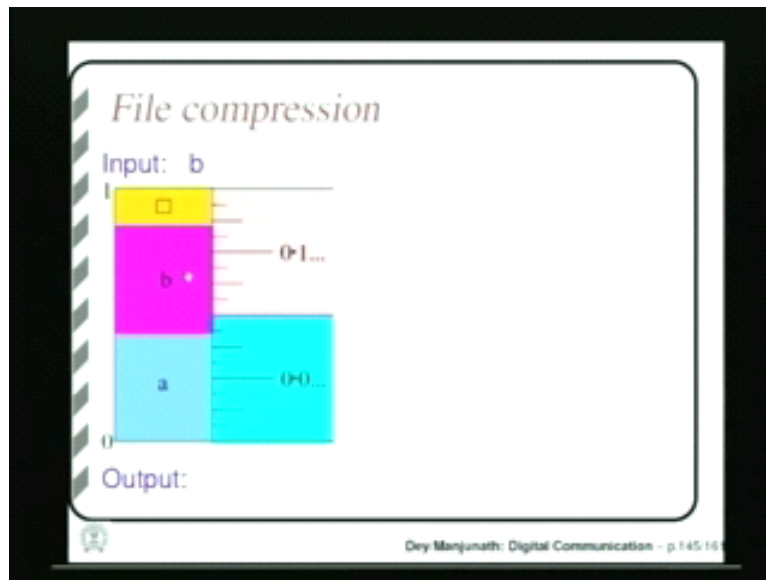 File compression
Input: b
1
□
b
0·1...
a
0·0...
0
Output:
Dey/Manjunath: Digital Communication – p.145/161